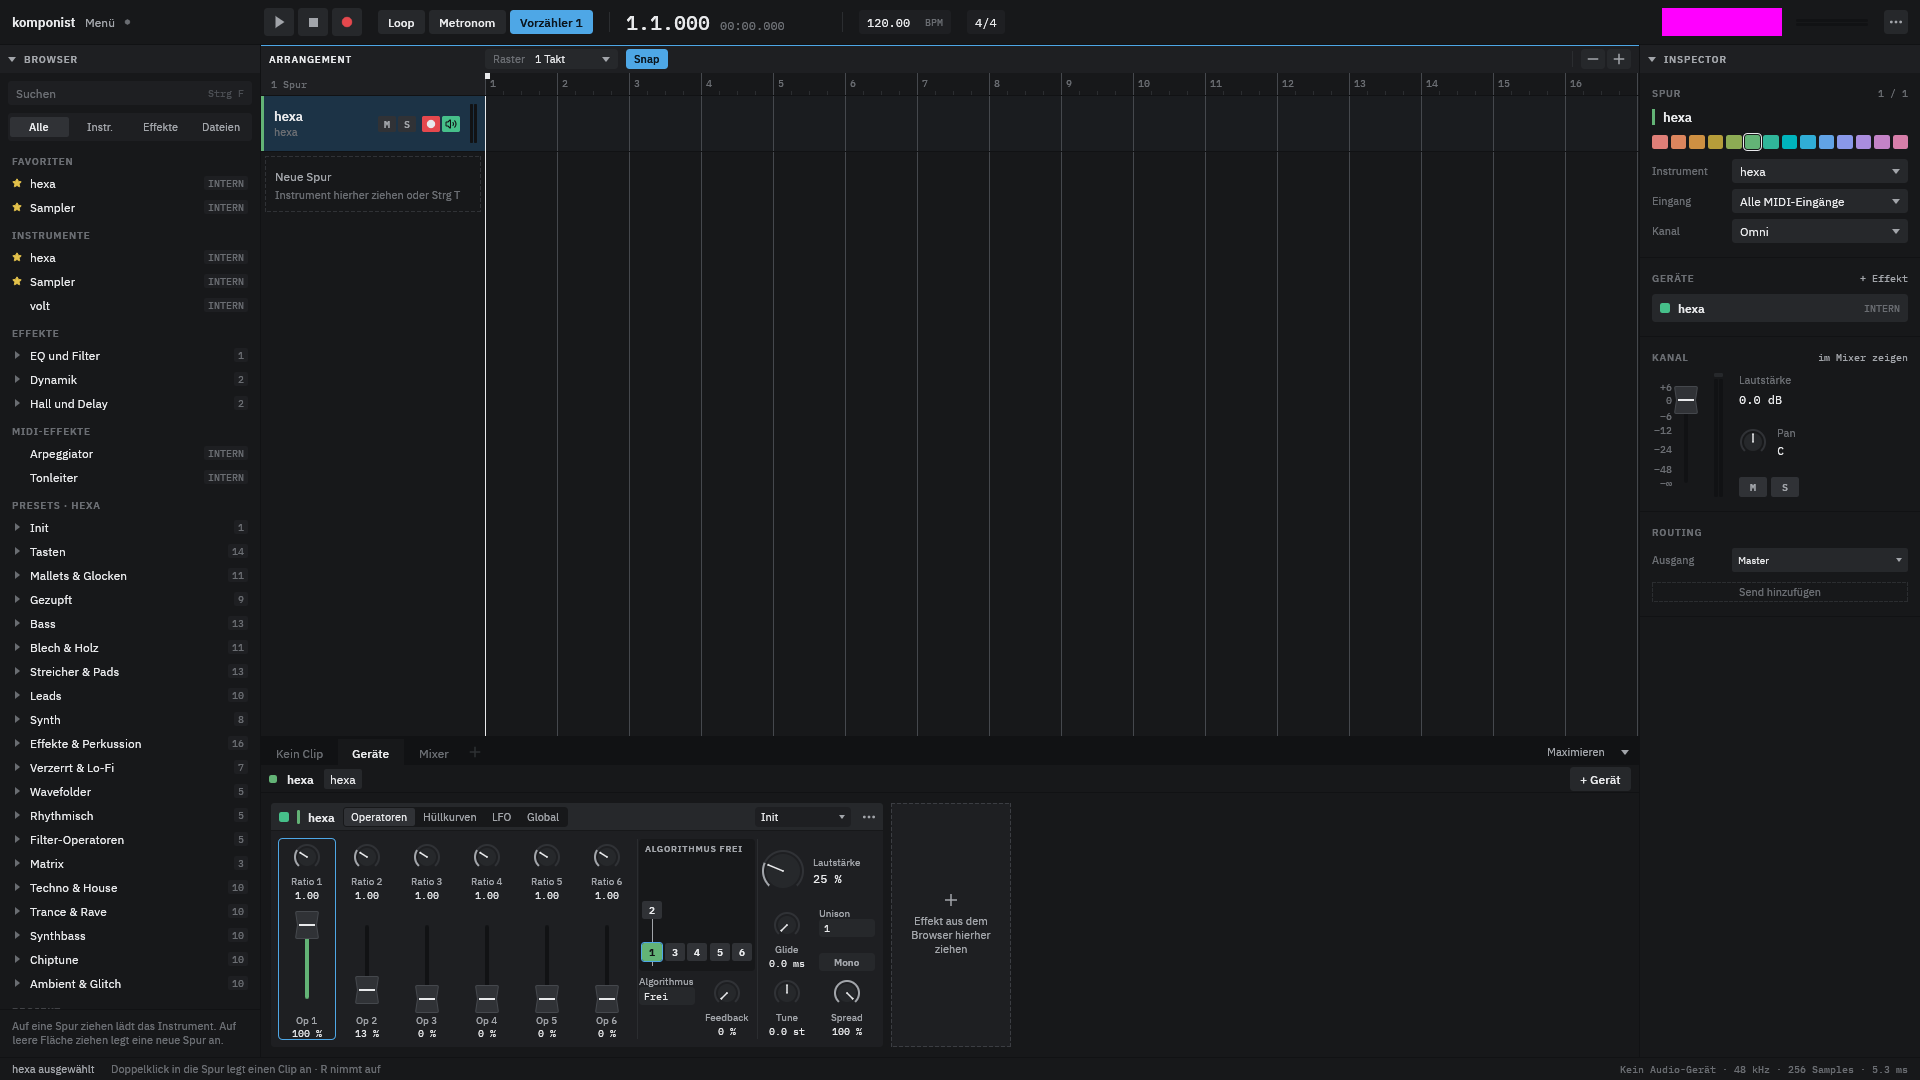 komponist Menü
Loop Metronom Vorzähler 1
1.1.000 00:00.000
120.00 BPM 4/4
BROWSER
Suchen Strg F
Alle Instr. Effekte Dateien
FAVORITEN
hexa INTERN
Sampler INTERN
INSTRUMENTE
hexa INTERN
Sampler INTERN
volt INTERN
EFFEKTE
EQ und Filter 1
Dynamik 2
Hall und Delay 2
MIDI-EFFEKTE
Arpeggiator INTERN
Tonleiter INTERN
PRESETS · HEXA
Init 1
Tasten 14
Mallets & Glocken 11
Gezupft 9
Bass 13
Blech & Holz 11
Streicher & Pads 13
Leads 10
Synth 8
Effekte & Perkussion 16
Verzerrt & Lo-Fi 7
Wavefolder 5
Rhythmisch 5
Filter-Operatoren 5
Matrix 3
Techno & House 10
Trance & Rave 10
Synthbass 10
Chiptune 10
Ambient & Glitch 10
Auf eine Spur ziehen lädt das Instrument. Auf
leere Fläche ziehen legt eine neue Spur an.
ARRANGEMENT
Raster 1 Takt Snap
1 Spur
1 2 3 4 5 6 7 8 9 10 11 12 13 14 15 16
hexa
hexa
M S
Neue Spur
Instrument hierher ziehen oder Strg T
Kein Clip Geräte Mixer
Maximieren
hexa hexa
+ Gerät
hexa Operatoren Hüllkurven LFO Global
Init
Ratio 1 Ratio 2 Ratio 3 Ratio 4 Ratio 5 Ratio 6
1.00 1.00 1.00 1.00 1.00 1.00
Op 1 Op 2 Op 3 Op 4 Op 5 Op 6
100 % 13 % 0 % 0 % 0 % 0 %
ALGORITHMUS FREI
2
1 3 4 5 6
Algorithmus
Frei
Feedback
0 %
Lautstärke
25 %
Glide
0.0 ms
Unison
1
Mono
Tune
0.0 st
Spread
100 %
Effekt aus dem
Browser hierher
ziehen
INSPECTOR
SPUR 1 / 1
hexa
Instrument hexa
Eingang Alle MIDI-Eingänge
Kanal Omni
GERÄTE + Effekt
hexa INTERN
KANAL im Mixer zeigen
+6
0
−6
−12
−24
−48
−∞
Lautstärke
0.0 dB
Pan
C
M S
ROUTING
Ausgang Master
Send hinzufügen
hexa ausgewählt Doppelklick in die Spur legt einen Clip an · R nimmt auf
Kein Audio-Gerät · 48 kHz · 256 Samples · 5.3 ms